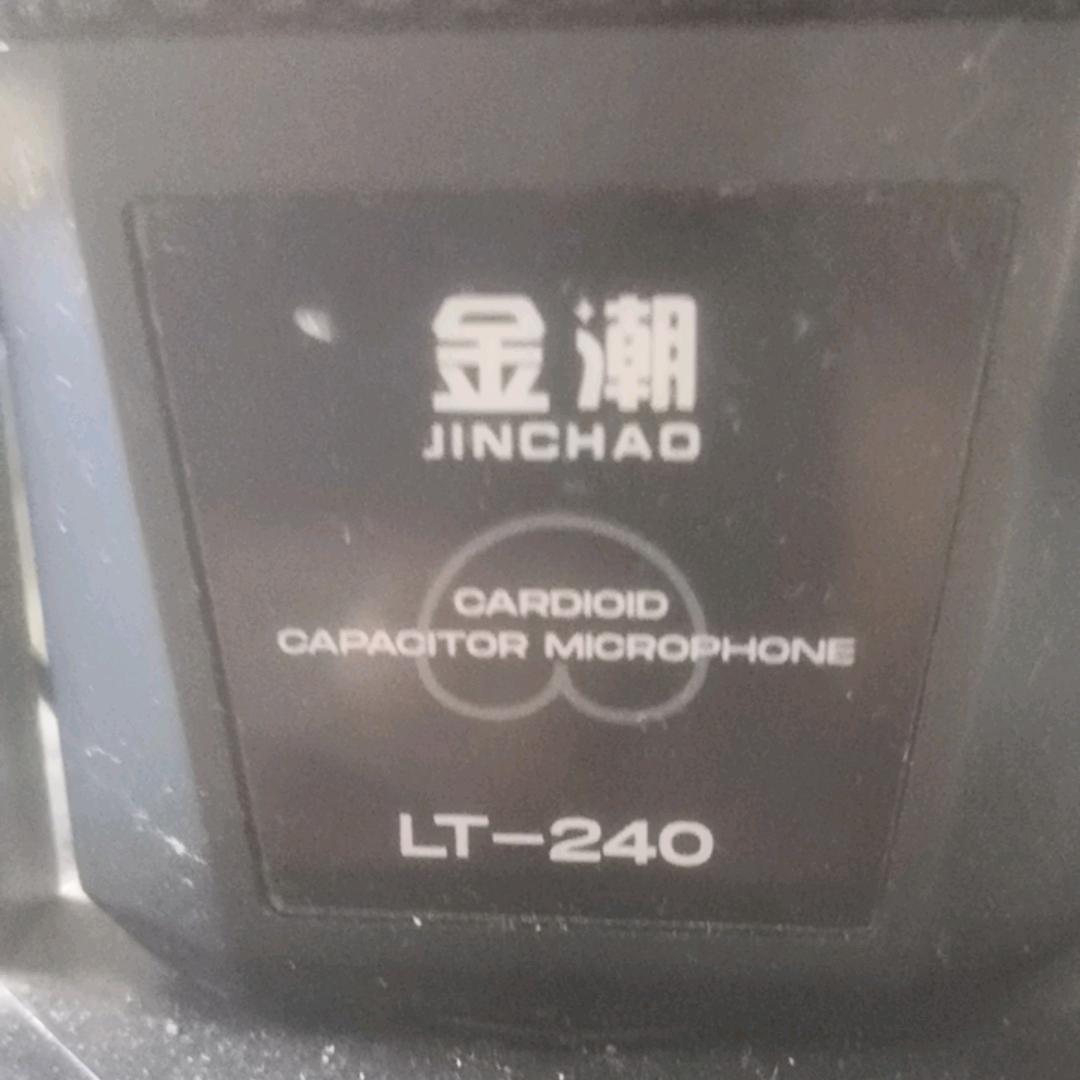 金潮
JINCHAO
CARDIOID
CAPACITOR MICROPHONE
LT-240